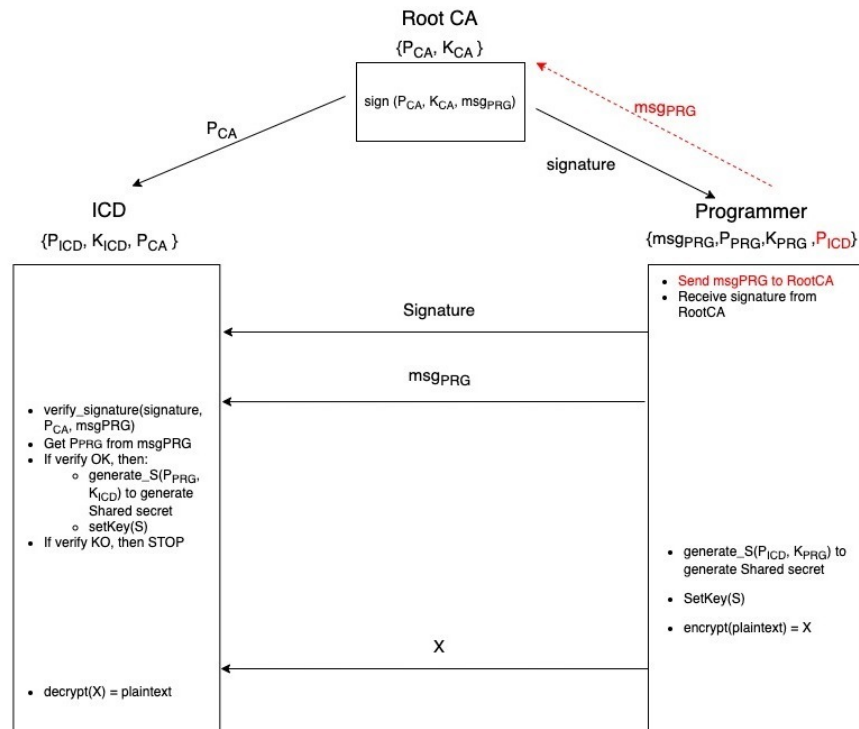 Root CA
{PCA, KCA }
sign (PCA, KCA, msgPRG)
msgPRG
PCA
signature
ICD
{PICD, KICD, PCA }
Programmer
{msgPRG,PPRG,KPRG ,PICD}
• Send msgPRG to RootCA
• Receive signature from
RootCA
Signature
msgPRG
• verify_signature(signature,
PCA, msgPRG)
• Get PPRG from msgPRG
• If verify OK, then:
○ generate_S(PPRG,
KICD) to generate
Shared secret
○ setKey(S)
• If verify KO, then STOP
• generate_S(PICD, KPRG) to
generate Shared secret
• SetKey(S)
• encrypt(plaintext) = X
X
• decrypt(X) = plaintext